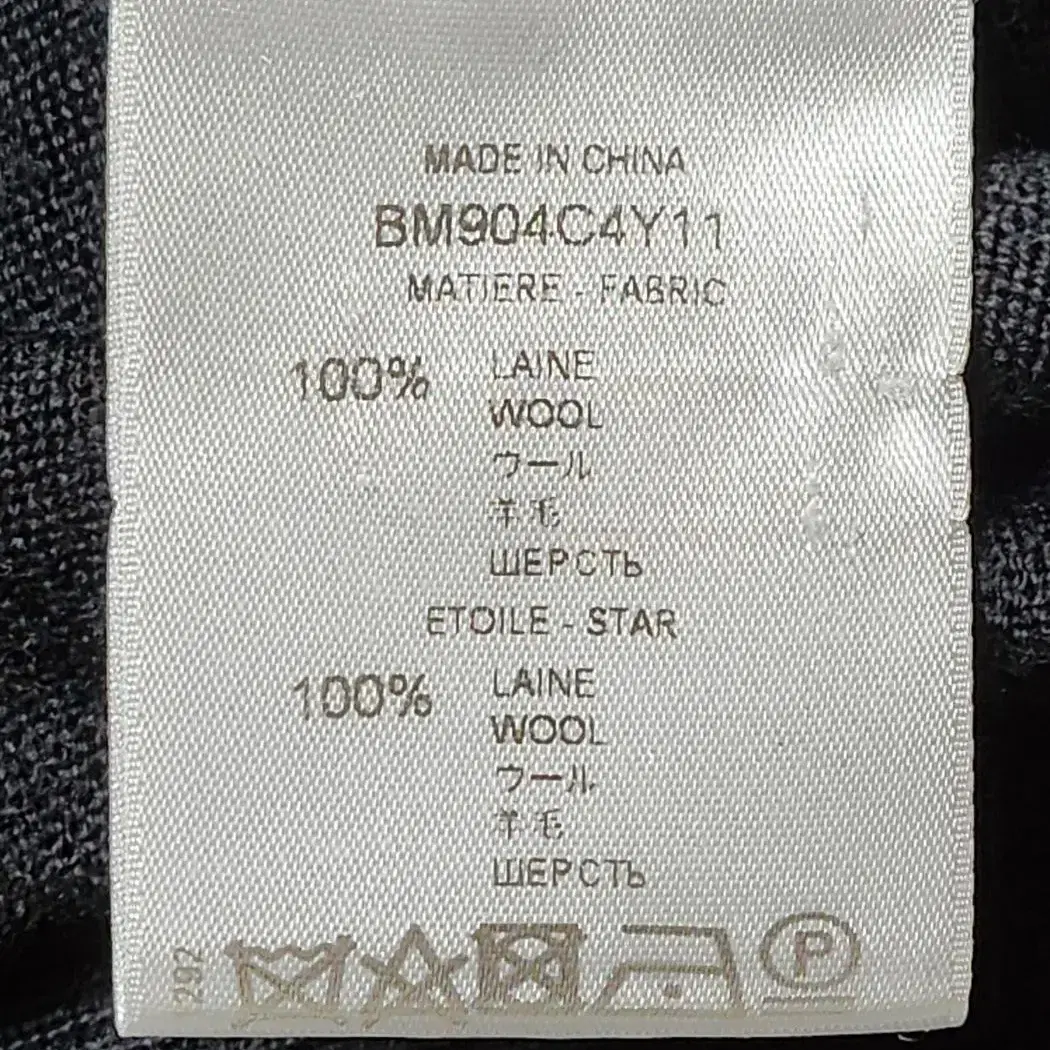 MADE IN CHINA
BM904C4Y11
MATIERE - FABRIC
100% LAINE
WOOL
ウール
羊毛
ШЕРСТЬ
ETOILE - STAR
100% LAINE
WOOL
ウール
羊毛
ШЕРСТЬ
292
P